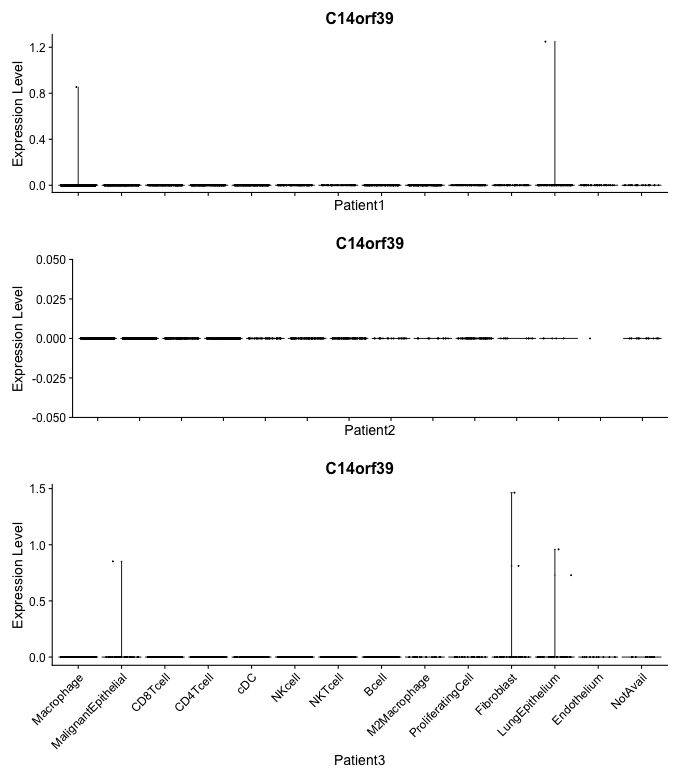 C14orf39
Expression Level
1.2
0.8
0.4
0.0
Patient1
C14orf39
Expression Level
0.050
0.025
0.000
-0.025
-0.050
Patient2
C14orf39
Expression Level
1.5
1.0
0.5
0.0
Macrophage
MalignantEpithelial
CD8Tcell
CD4Tcell
cDC
NKcell
NKTcell
Bcell
M2Macrophage
ProliferatingCell
Fibroblast
LungEpithelium
Endothelium
NotAvail
Patient3